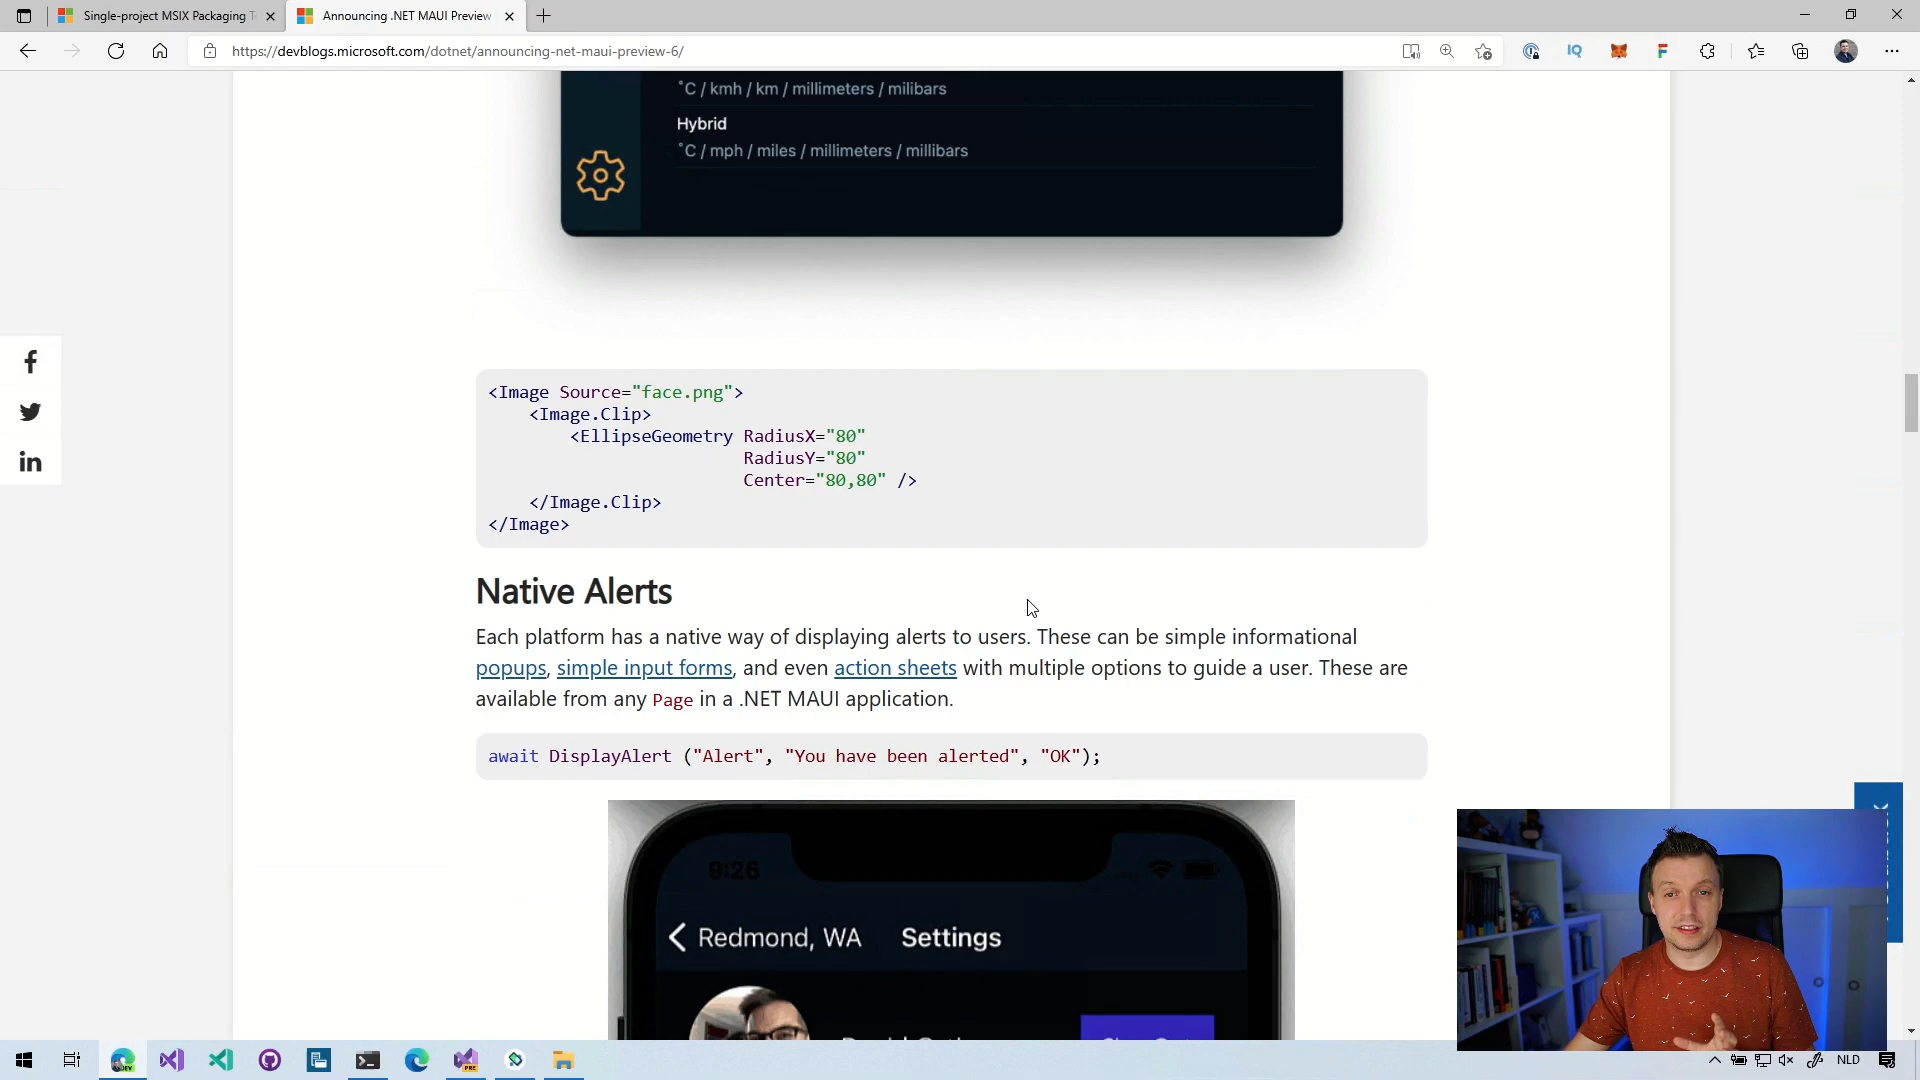 Single-project MSIX Packaging T
Announcing .NET MAUI Preview
https://devblogs.microsoft.com/dotnet/announcing-net-maui-preview-6/
IQ
°C / kmh / km / millimeters / milibars
Hybrid
°C / mph / miles / millimeters / millibars
<Image Source="face.png">
<Image.Clip>
<EllipseGeometry RadiusX="80"
RadiusY="80"
Center="80,80" />
</Image.Clip>
</Image>
Native Alerts
Each platform has a native way of displaying alerts to users. These can be simple informational
popups, simple input forms, and even action sheets with multiple options to guide a user. These are
available from any Page in a .NET MAUI application.
await DisplayAlert ("Alert", "You have been alerted", "OK");
9:26
Redmond, WA Settings
NLD